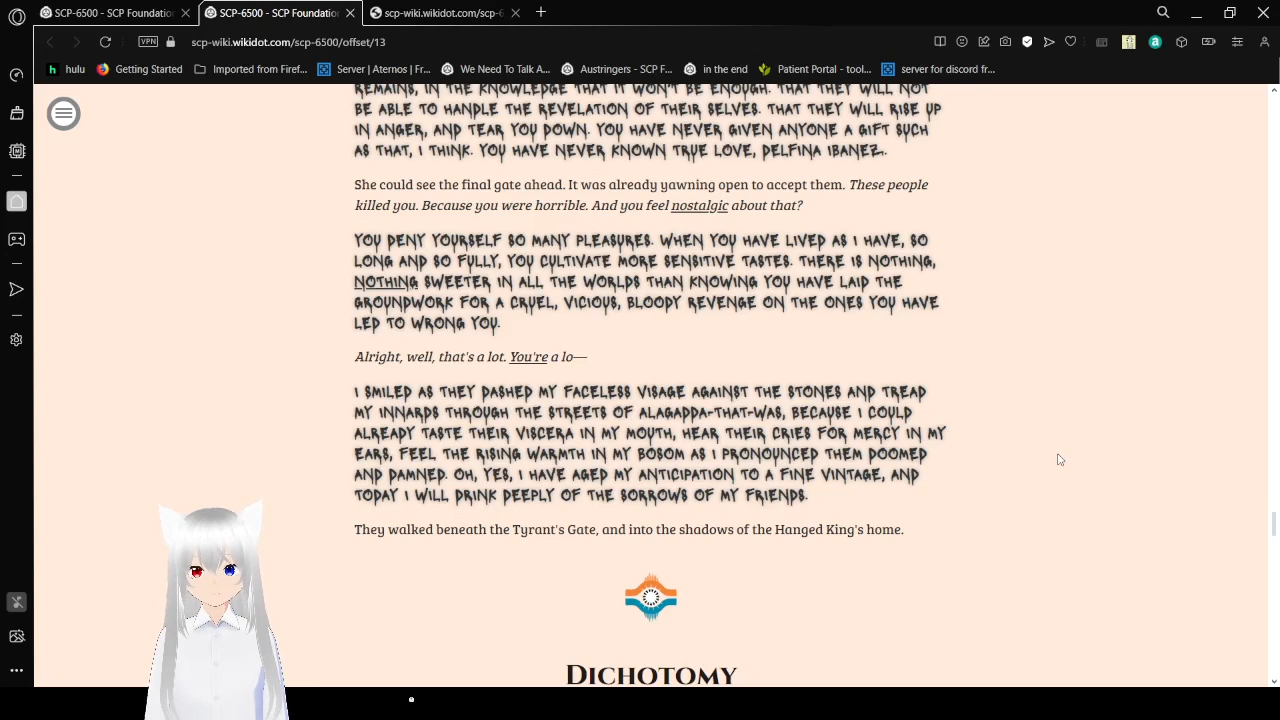 SCP-6500 - SCP Foundation
SCP-6500 - SCP Foundation
scp-wiki.wikidot.com/scp-6
VPN
scp-wiki.wikidot.com/scp-6500/offset/13
hulu
Getting Started
Imported from Firef...
Server | Aternos | Fr...
We Need To Talk A...
Austringers - SCP F...
in the end
Patient Portal - tool...
server for discord fr...
REMAINS, IN THE KNOWLEDGE THAT IT WON'T BE ENOUGH. THAT THEY WILL NOT
BE ABLE TO HANDLE THE REVELATION OF THEIR SELVES. THAT THEY WILL RISE UP
IN ANGER, AND TEAR YOU DOWN. YOU HAVE NEVER GIVEN ANYONE A GIFT SUCH
AS THAT, I THINK. YOU HAVE NEVER KNOWN TRUE LOVE, DELFINA IBANEZ.
She could see the final gate ahead. It was already yawning open to accept them. These people
killed you. Because you were horrible. And you feel nostalgic about that?
YOU DENY YOURSELF SO MANY PLEASURES. WHEN YOU HAVE LIVED AS I HAVE, SO
LONG AND SO FULLY, YOU CULTIVATE MORE SENSITIVE TASTES. THERE IS NOTHING,
NOTHING SWEETER IN ALL THE WORLDS THAN KNOWING YOU HAVE LAID THE
GROUNDWORK FOR A CRUEL, VICIOUS, BLOODY REVENGE ON THE ONES YOU HAVE
LED TO WRONG YOU.
Alright, well, that's a lot. You're a lo—
I SMILED AS THEY DASHED MY FACELESS VISAGE AGAINST THE STONES AND TREAD
MY INNARDS THROUGH THE STREETS OF ALAGADDA-THAT-WAS, BECAUSE I COULD
ALREADY TASTE THEIR VISCERA IN MY MOUTH, HEAR THEIR CRIES FOR MERCY IN MY
EARS, FEEL THE RISING WARMTH IN MY BOSOM AS I PRONOUNCED THEM DOOMED
AND DAMNED. OH, YES, I HAVE AGED MY ANTICIPATION TO A FINE VINTAGE, AND
TODAY I WILL DRINK DEEPLY OF THE SORROWS OF MY FRIENDS.
They walked beneath the Tyrant's Gate, and into the shadows of the Hanged King's home.
DICHOTOMY